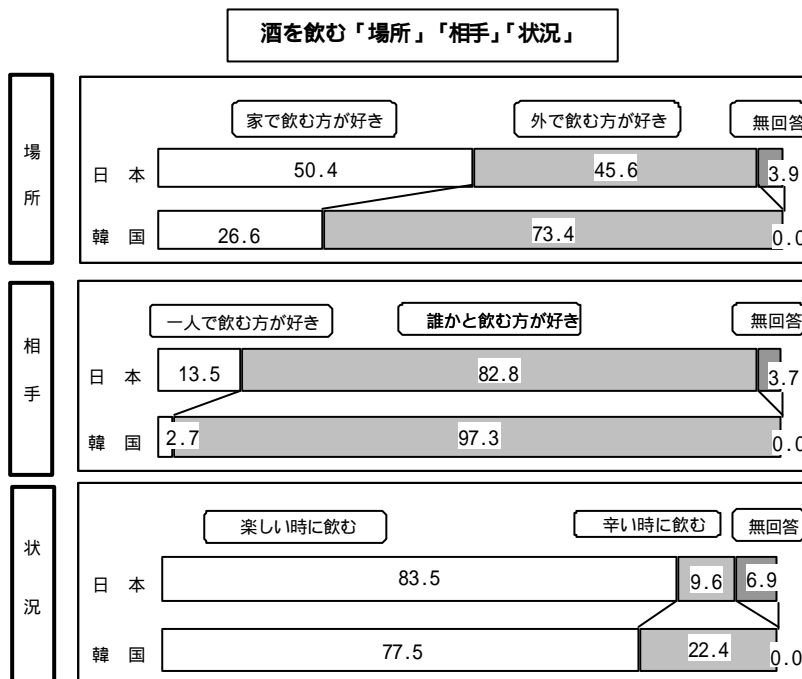 酒を飲む「場所」「相手」「状況」
場所
家で飲む方が好き 外で飲む方が好き 無回答
日本 50.4 45.6 3.9
韓国 26.6 73.4 0.0
相手
一人で飲む方が好き 誰かと飲む方が好き 無回答
日本 13.5 82.8 3.7
韓国 2.7 97.3 0.0
状況
楽しい時に飲む 辛い時に飲む 無回答
日本 83.5 9.6 6.9
韓国 77.5 22.4 0.0